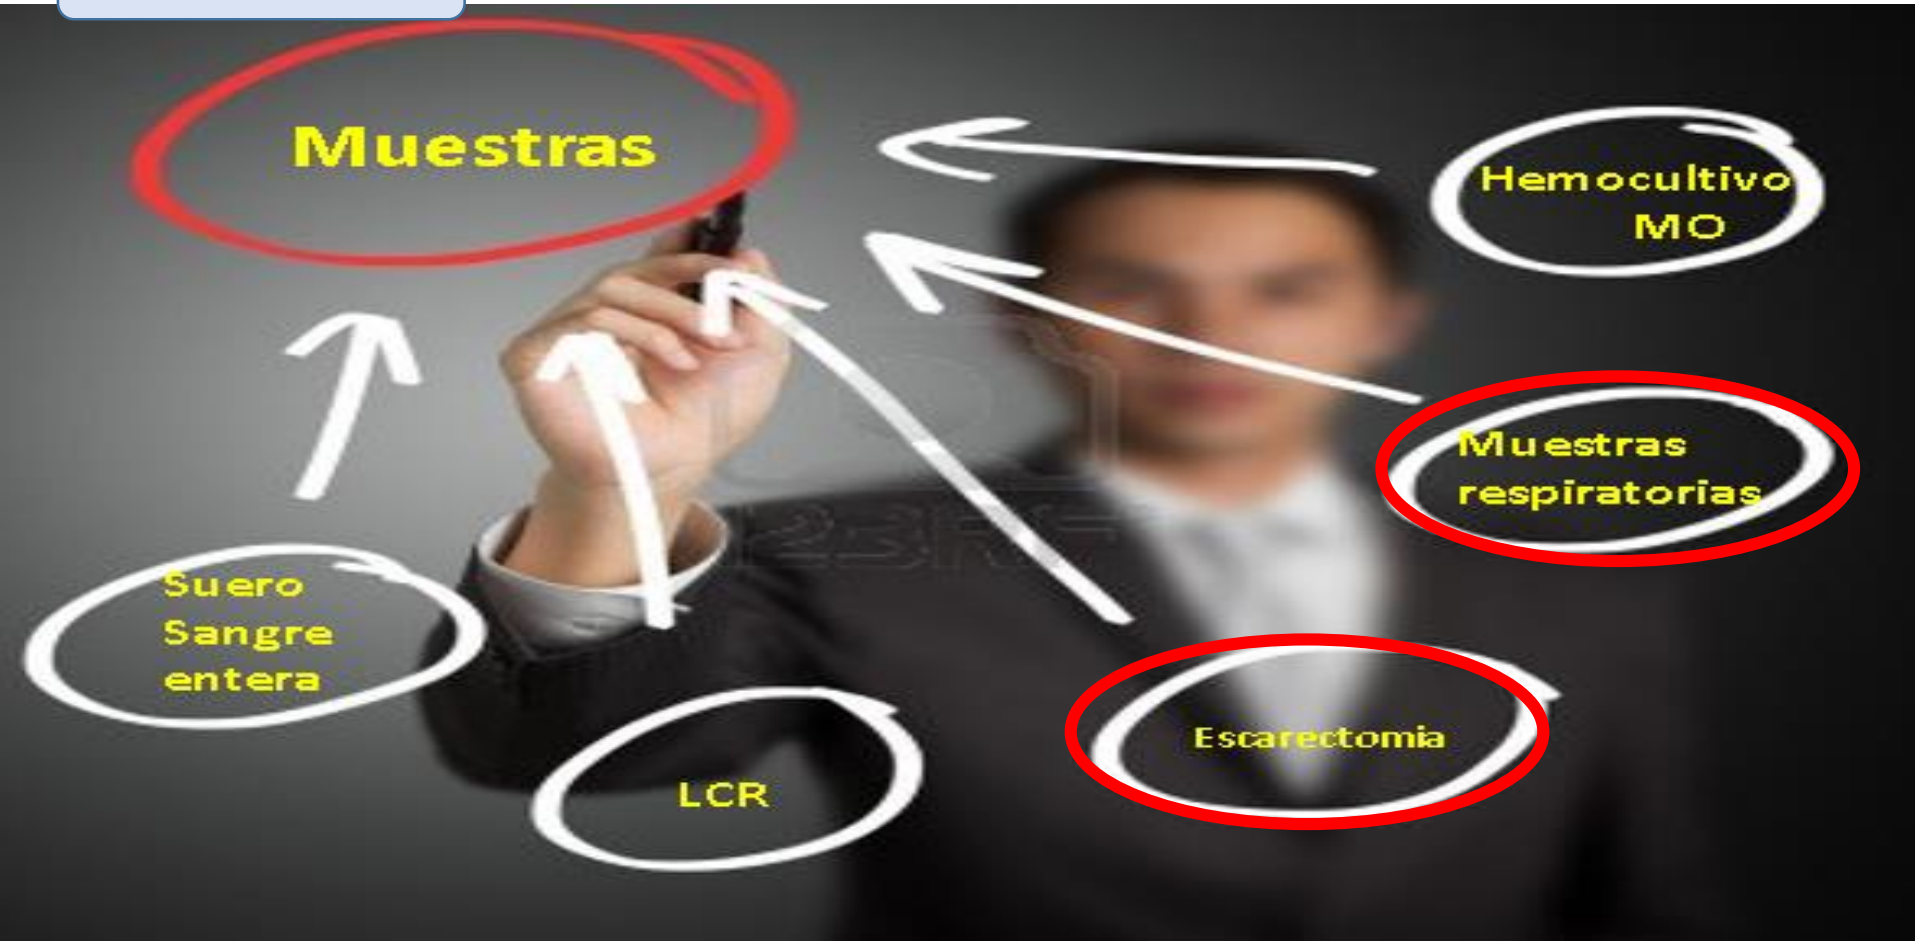 Muestras
Hemocultivo
MO
Muestras
respiratorias
Suero
Sangre
entera
Escarectomia
LCR